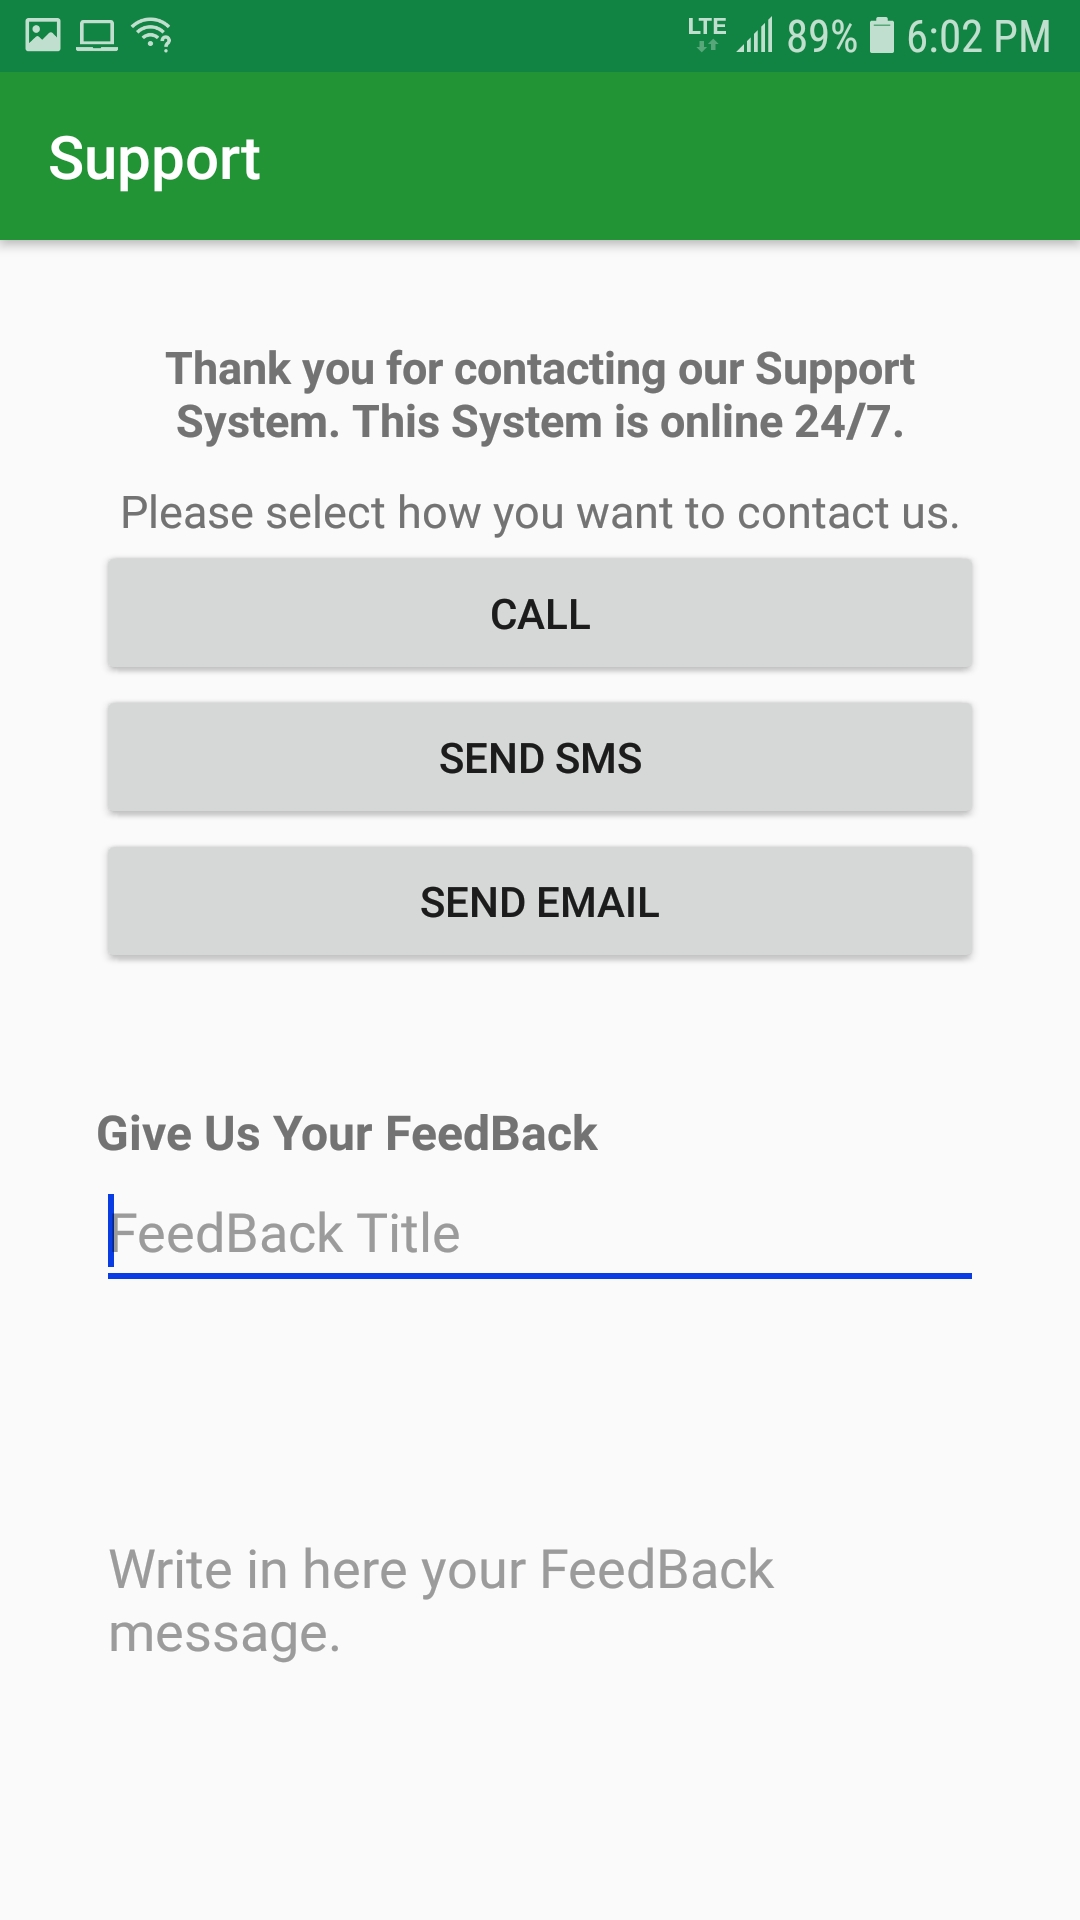 LTE 89% 6:02 PM
Support
Thank you for contacting our Support
System. This System is online 24/7.
Please select how you want to contact us.
CALL
SEND SMS
SEND EMAIL
Give Us Your FeedBack
FeedBack Title
Write in here your FeedBack
message.